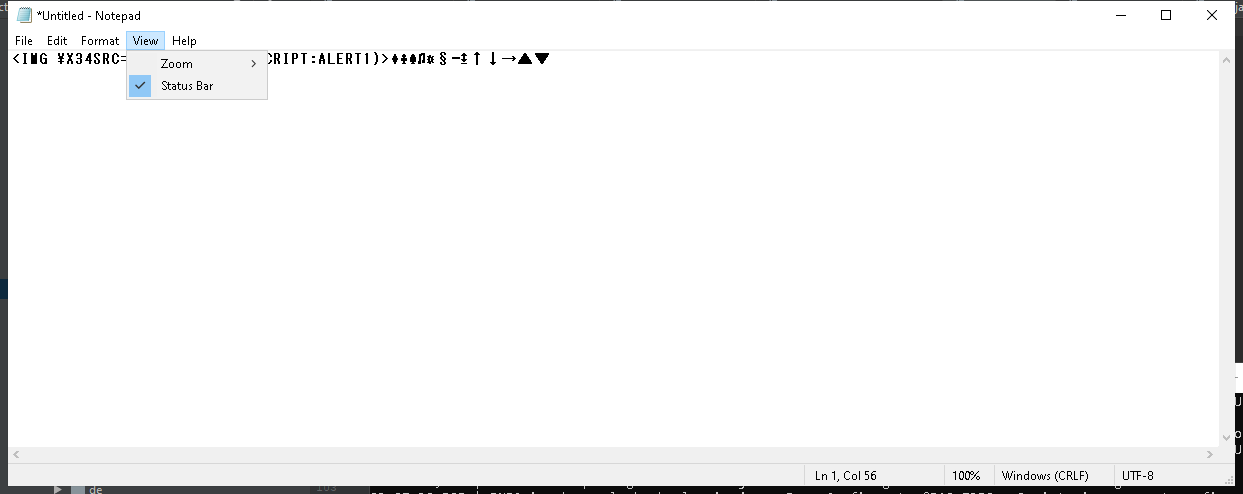 *Untitled - Notepad
File Edit Format View Help
<IMG ¥X34SRC= CRIPT:ALERT1)>♦‡♠♫☼§–‡↑↓→▲▼
Zoom
Status Bar
Ln 1, Col 56 100% Windows (CRLF) UTF-8
de